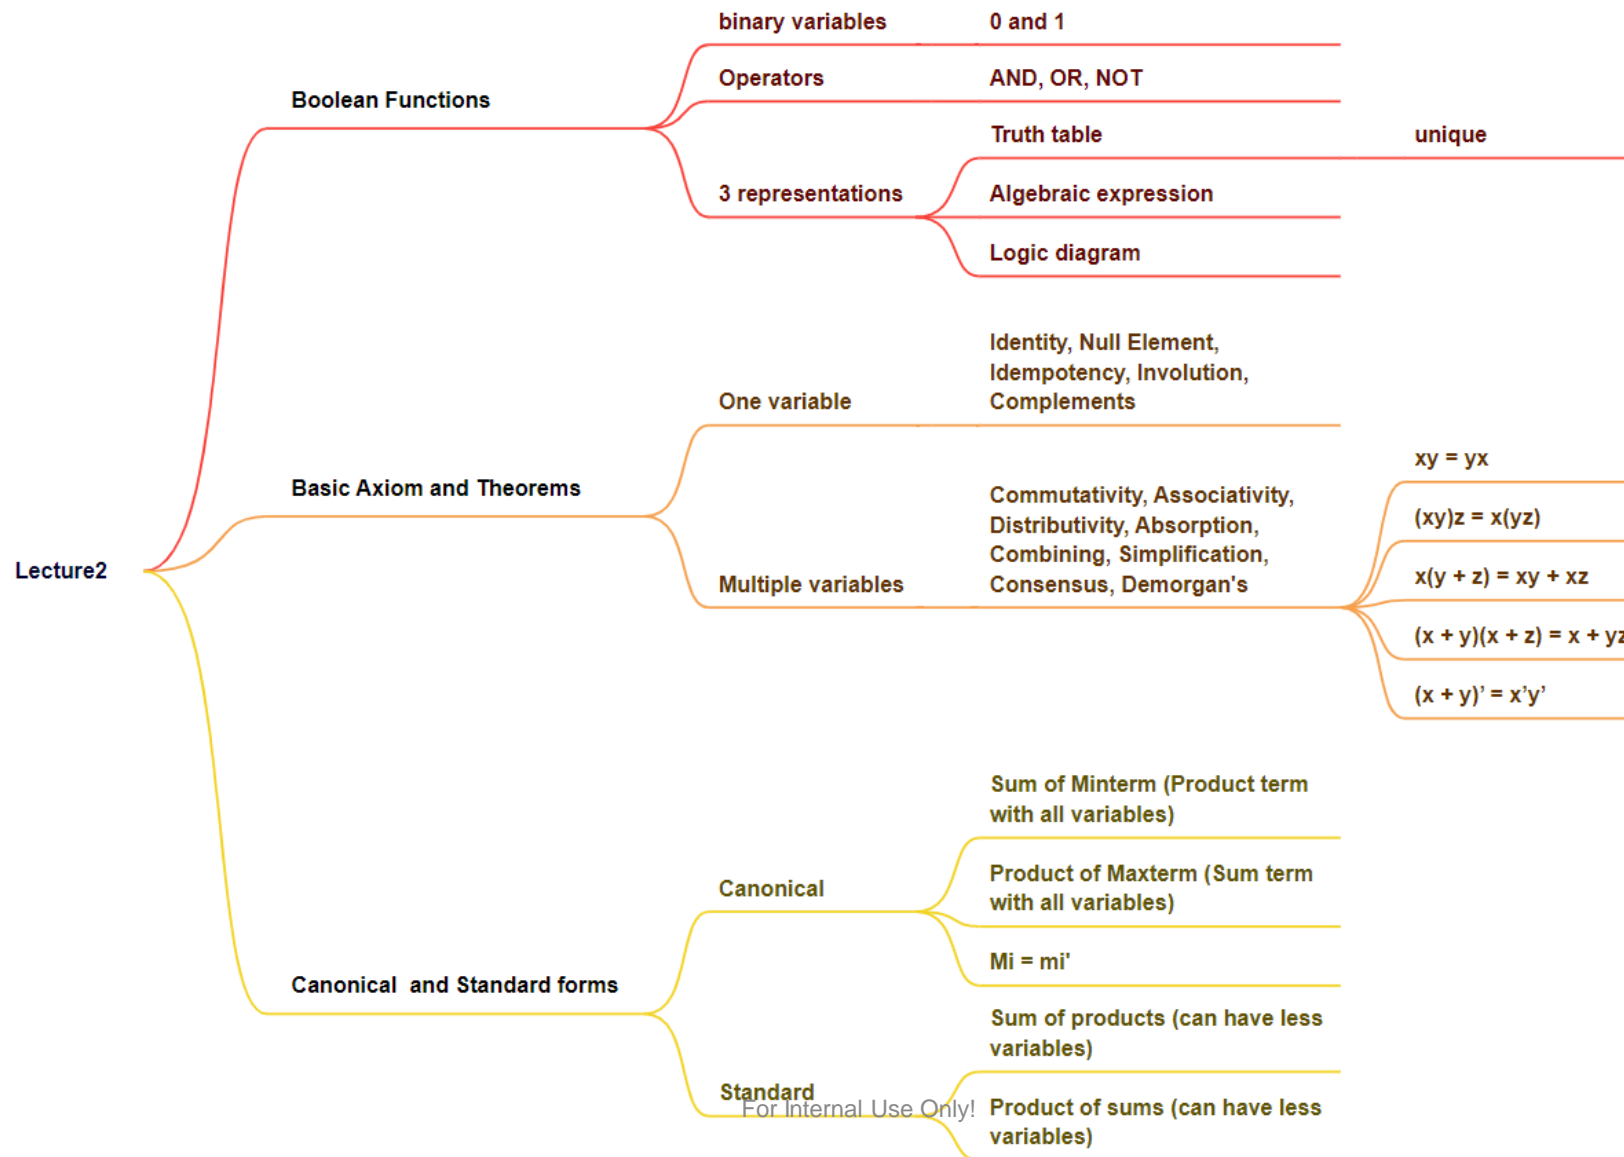 binary variables
0 and 1
Boolean Functions
Operators
AND, OR, NOT
Truth table
unique
3 representations
Algebraic expression
Logic diagram
Identity, Null Element,
Idempotency, Involution,
Complements
One variable
Basic Axiom and Theorems
Commutativity, Associativity,
Distributivity, Absorption,
Combining, Simplification,
Consensus, Demorgan's
Multiple variables
xy = yx
(xy)z = x(yz)
x(y + z) = xy + xz
(x + y)(x + z) = x + yz
(x + y)’ = x’y’
Lecture2
Sum of Minterm (Product term
with all variables)
Canonical
Product of Maxterm (Sum term
with all variables)
Mi = mi'
Canonical  and Standard forms
Sum of products (can have less
variables)
Standard
For Internal Use Only!
Product of sums (can have less
variables)